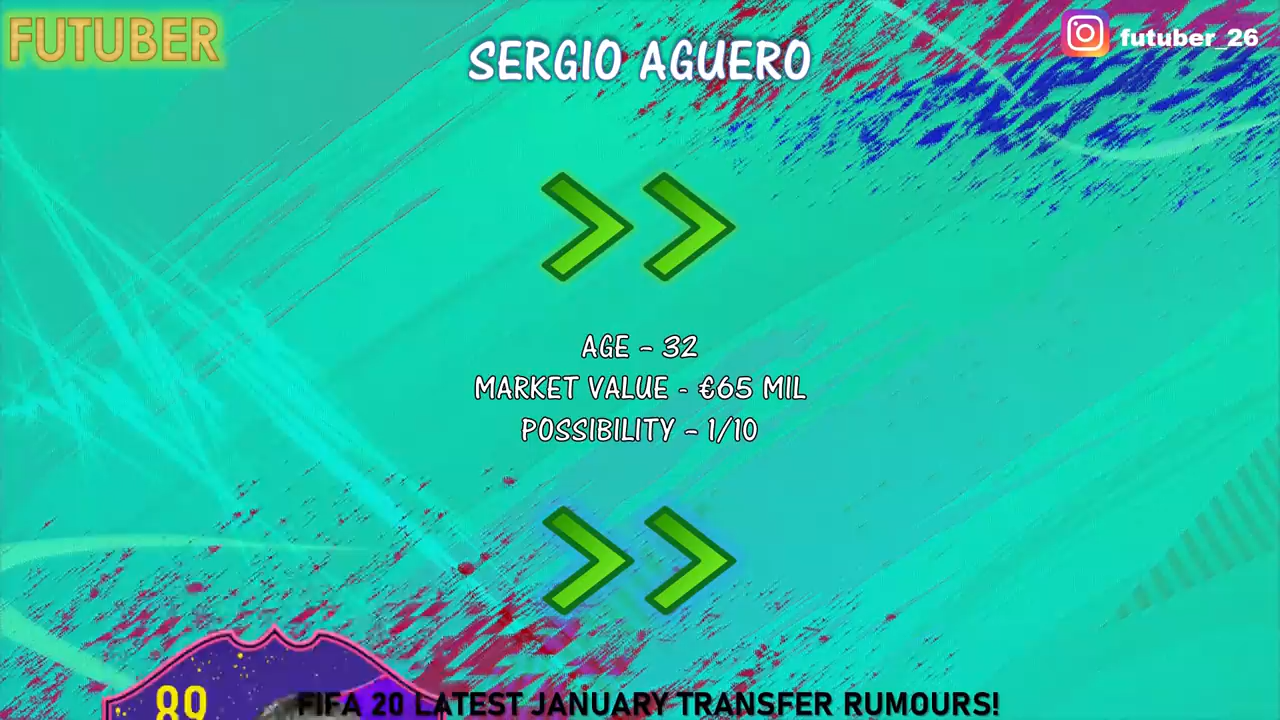 FUTUBER
SERGIO AGUERO
futuber_26
AGE - 32
MARKET VALUE - €65 MIL
POSSIBILITY - 1/10
89
FIFA 20 LATEST JANUARY TRANSFER RUMOURS!